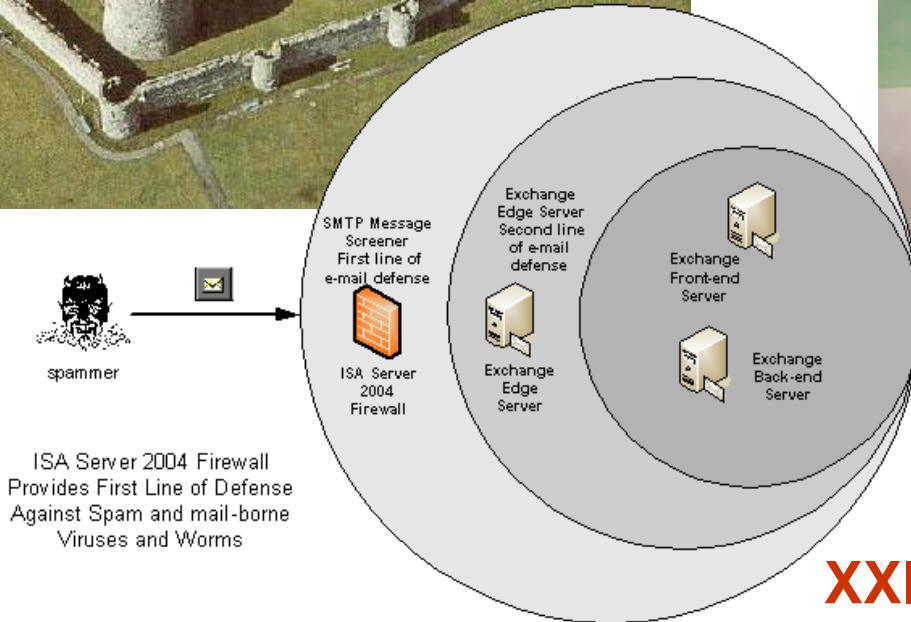 SMTP Message
Screener
First line of
e-mail defense
ISA Server
2004
Firewall
Exchange
Edge Server
Second line
of e-mail
defense
Exchange
Edge
Server
Exchange
Front-end
Server
Exchange
Back-end
Server
spammer
ISA Server 2004 Firewall
Provides First Line of Defense
Against Spam and mail-borne
Viruses and Worms